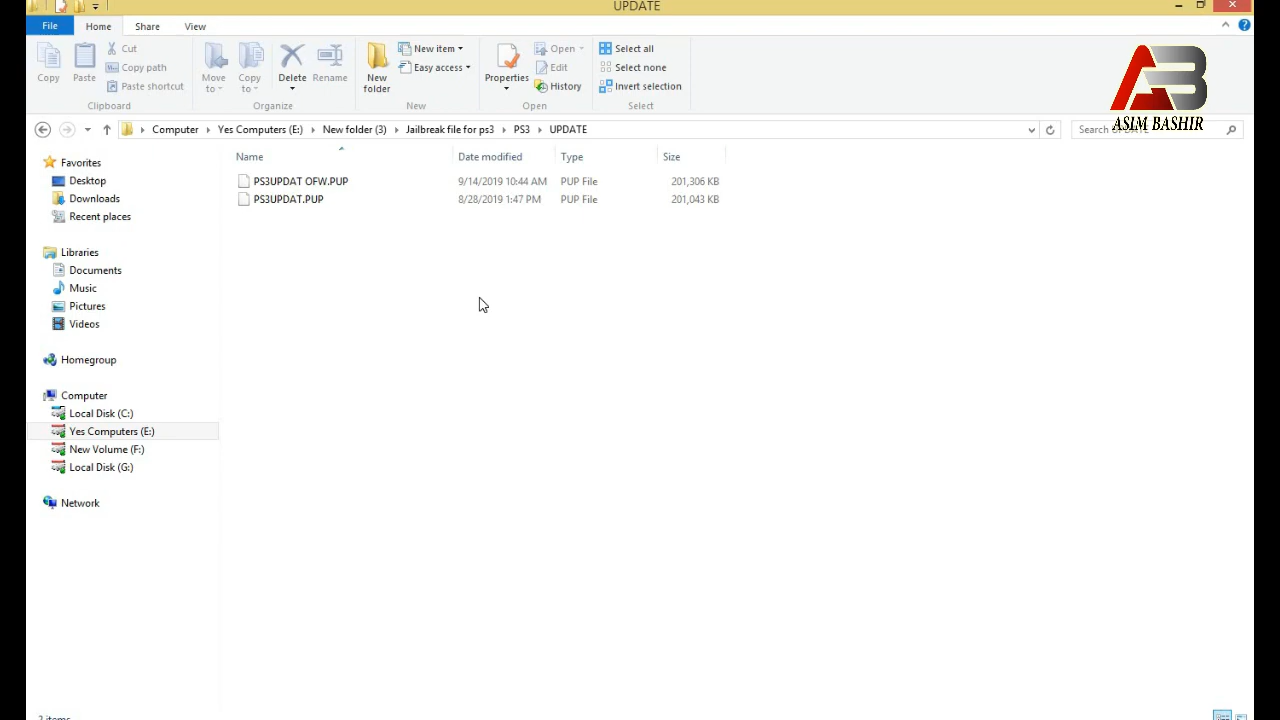 UPDATE
File Home Share View
Copy Paste Cut Copy path Paste shortcut
Clipboard
Move to Copy to Delete Rename
Organize
New folder New item Easy access
New
Properties Open Edit History
Open
Select all Select none Invert selection
Select
ASIM BASHIR
Computer Yes Computers (E:) New folder (3) Jailbreak file for ps3 PS3 UPDATE
Name Date modified Type Size
PS3UPDAT OFW.PUP 9/14/2019 10:44 AM PUP File 201,306 KB
PS3UPDAT.PUP 8/28/2019 1:47 PM PUP File 201,043 KB
Favorites
Desktop
Downloads
Recent places
Libraries
Documents
Music
Pictures
Videos
Homegroup
Computer
Local Disk (C:)
Yes Computers (E:)
New Volume (F:)
Local Disk (G:)
Network
2 items